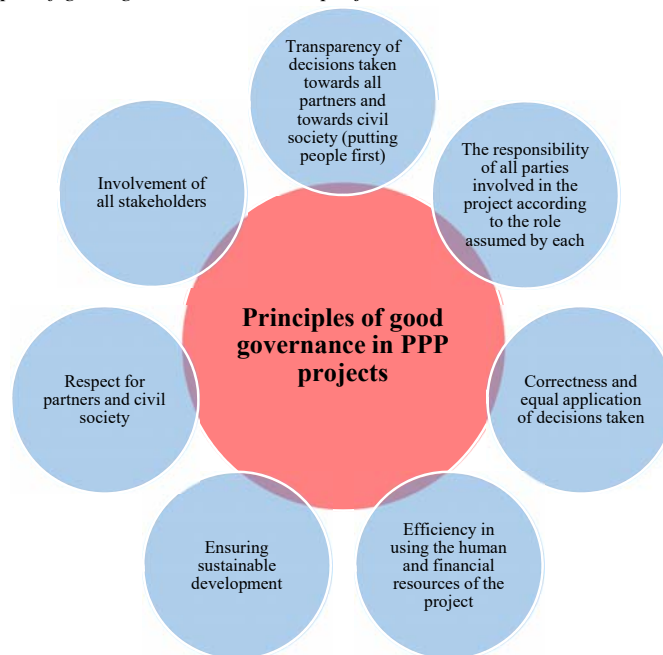 Transparency of
decisions taken
towards all
partners and
towards civil
society (putting
people first)
The responsibility
of all parties
involved in the
project according
to the role
assumed by each
Correctness and
equal application
of decisions taken
Efficiency in
using the human
and financial
resources of the
project
Ensuring
sustainable
development
Respect for
partners and civil
society
Involvement of
all stakeholders
Principles of good
governance in PPP
projects